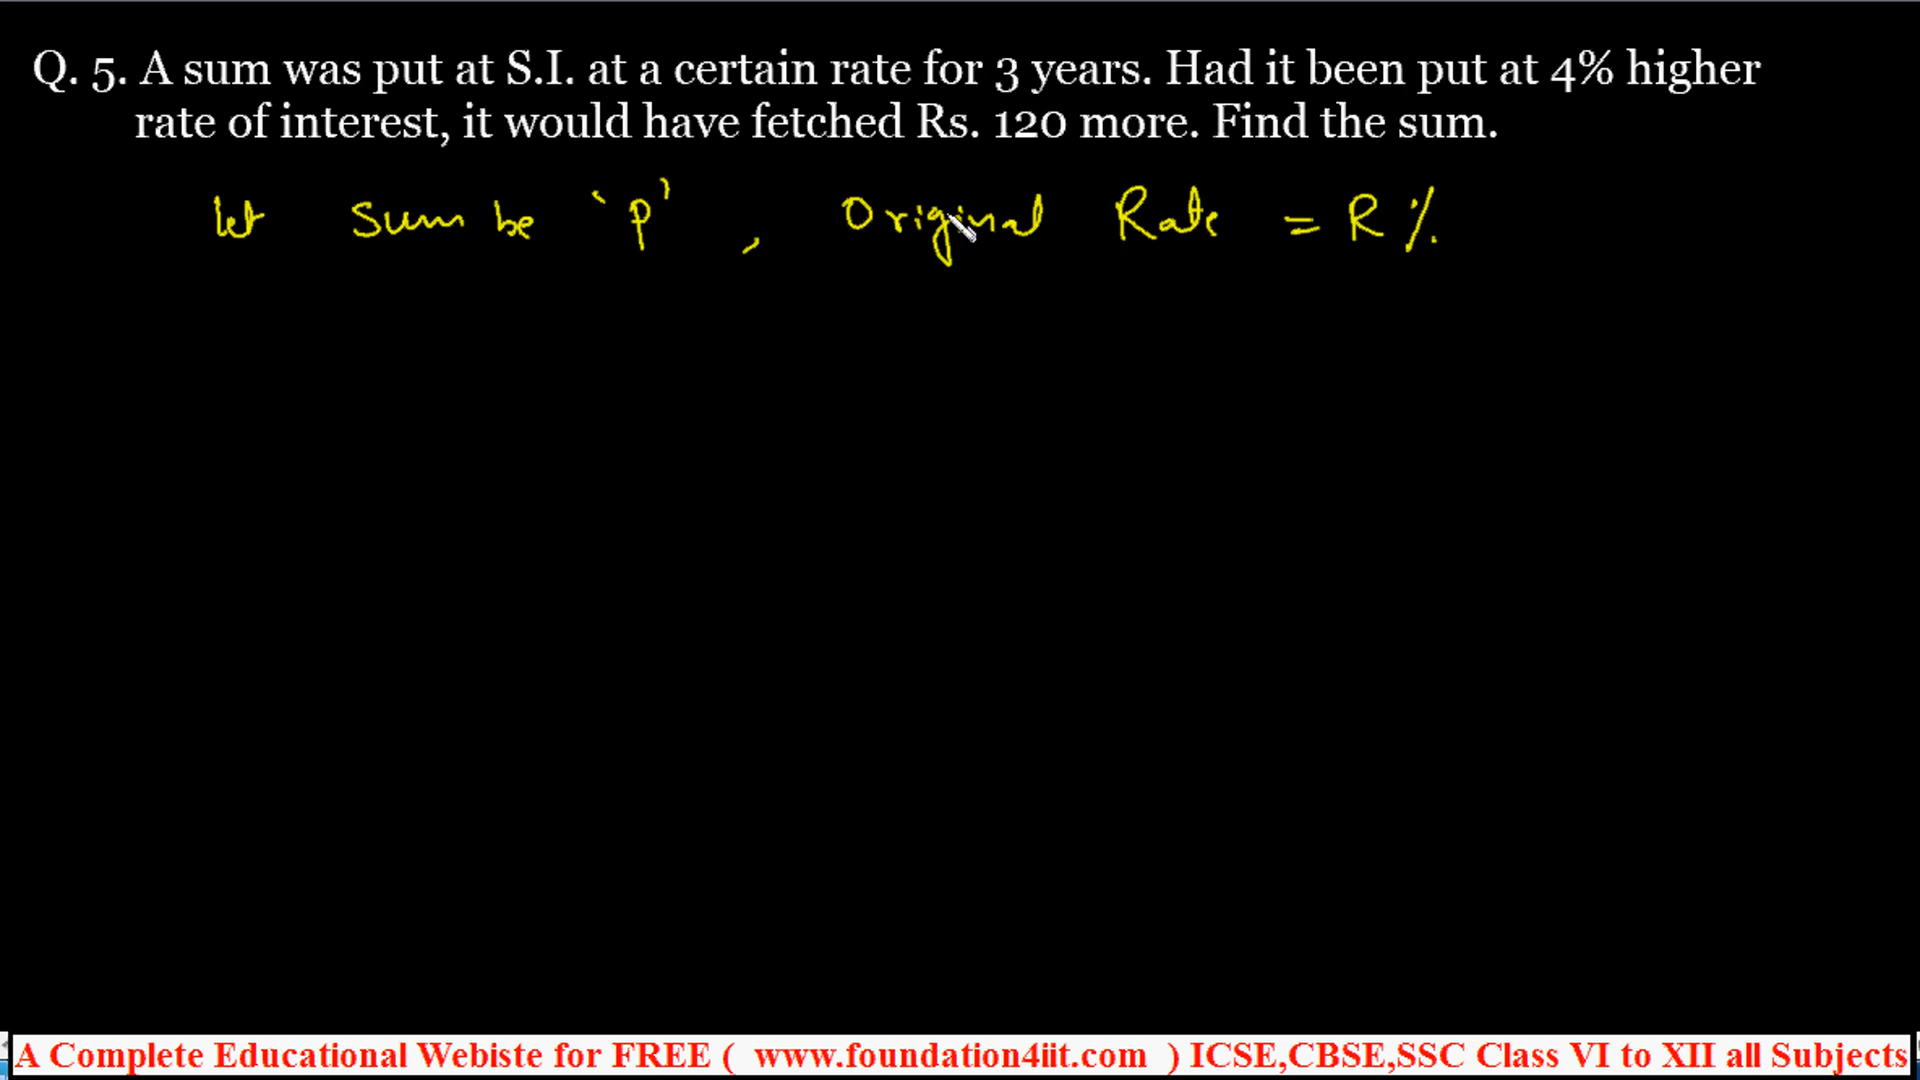 Q. 5. A sum was put at S.I. at a certain rate for 3 years. Had it been put at 4% higher
rate of interest, it would have fetched Rs. 120 more. Find the sum.
let sum be 'P', Original Rate = R%.
A Complete Educational Webiste for FREE ( www.foundation4iit.com ) ICSE,CBSE,SSC Class VI to XII all Subjects